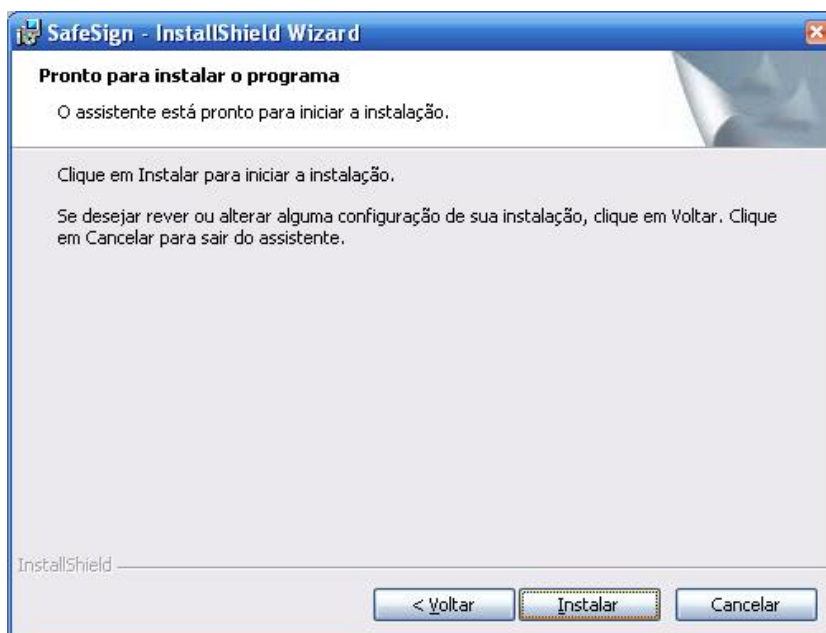 SafeSign - InstallShield Wizard
Pronto para instalar o programa
O assistente está pronto para iniciar a instalação.
Clique em Instalar para iniciar a instalação.
Se desejar rever ou alterar alguma configuração de sua instalação, clique em Voltar. Clique
em Cancelar para sair do assistente.
InstallShield
< Voltar Instalar Cancelar